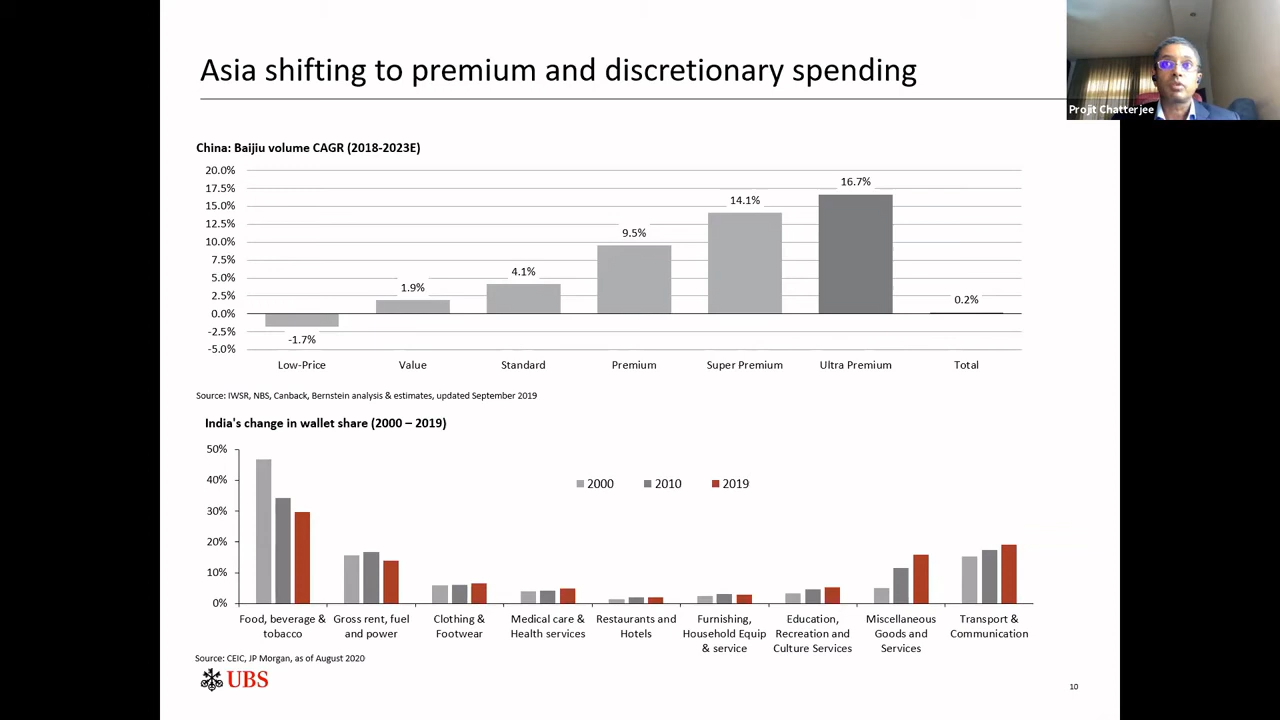 Asia shifting to premium and discretionary spending
Projit Chatterjee
China: Baijiu volume CAGR (2018-2023E)
20.0%
17.5%
15.0%
12.5%
10.0%
7.5%
5.0%
2.5%
0.0%
-2.5%
-5.0%
-1.7%
1.9%
4.1%
9.5%
14.1%
16.7%
0.2%
Low-Price Value Standard Premium Super Premium Ultra Premium Total
Source: IWSR, NBS, Canback, Bernstein analysis & estimates, updated September 2019
India's change in wallet share (2000 – 2019)
50%
40%
30%
20%
10%
0%
2000 2010 2019
Food, beverage &
tobacco
Gross rent, fuel
and power
Clothing &
Footwear
Medical care &
Health services
Restaurants and
Hotels
Furnishing,
Household Equip
& service
Education,
Recreation and
Culture Services
Miscellaneous
Goods and
Services
Transport &
Communication
Source: CEIC, JP Morgan, as of August 2020
UBS
10